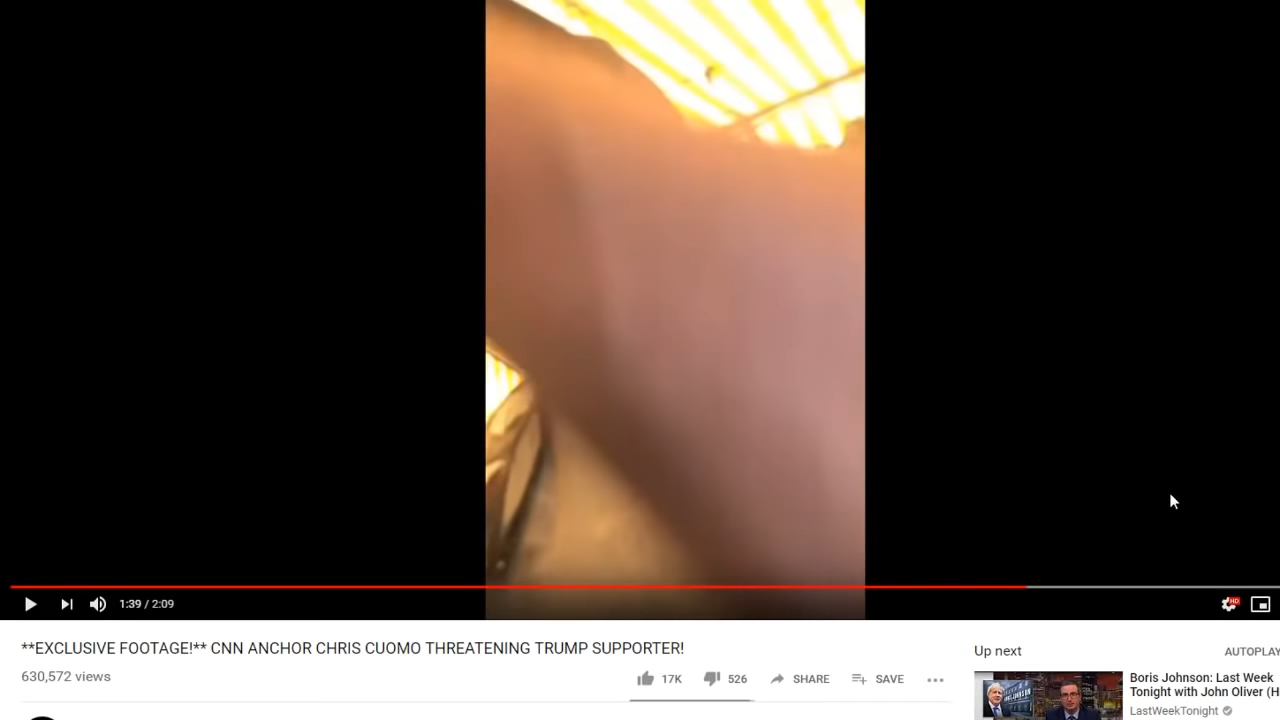 HD
1:39 / 2:09
**EXCLUSIVE FOOTAGE!** CNN ANCHOR CHRIS CUOMO THREATENING TRUMP SUPPORTER!
630,572 views
17K
526
SHARE
SAVE
Up next
AUTOPLAY
Boris Johnson: Last Week
Tonight with John Oliver (H
LastWeekTonight